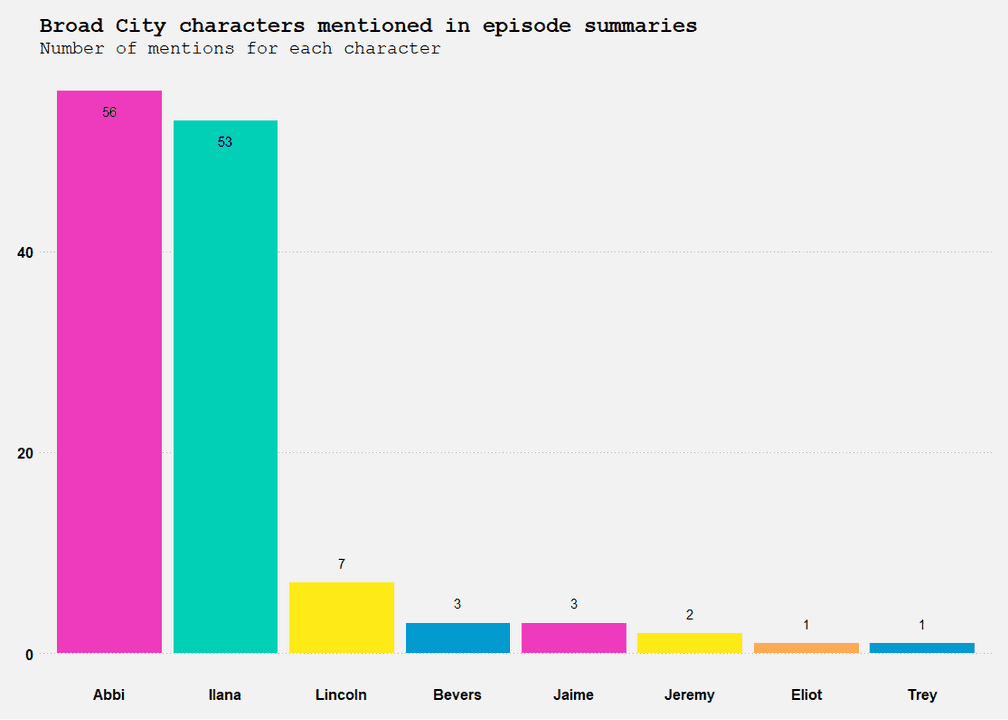 Broad City characters mentioned in episode summaries
Number of mentions for each character
56
53
40
20
7
3
3
2
1
1
0
Abbi
Ilana
Lincoln
Bevers
Jaime
Jeremy
Eliot
Trey